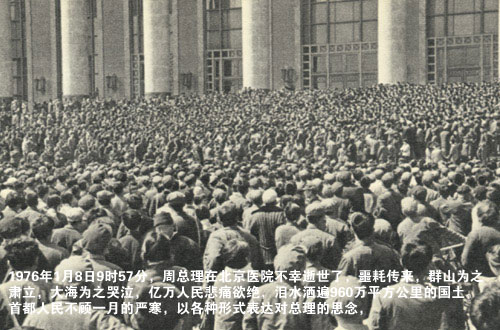 1976年1月8日9时57分，周总理在北京医院不幸逝世了。噩耗传来，群山为之
肃立，大海为之哭泣，亿万人民悲痛欲绝，泪水洒遍960万平方公里的国土。
首都人民不顾一月的严寒，以各种形式表达对总理的思念，